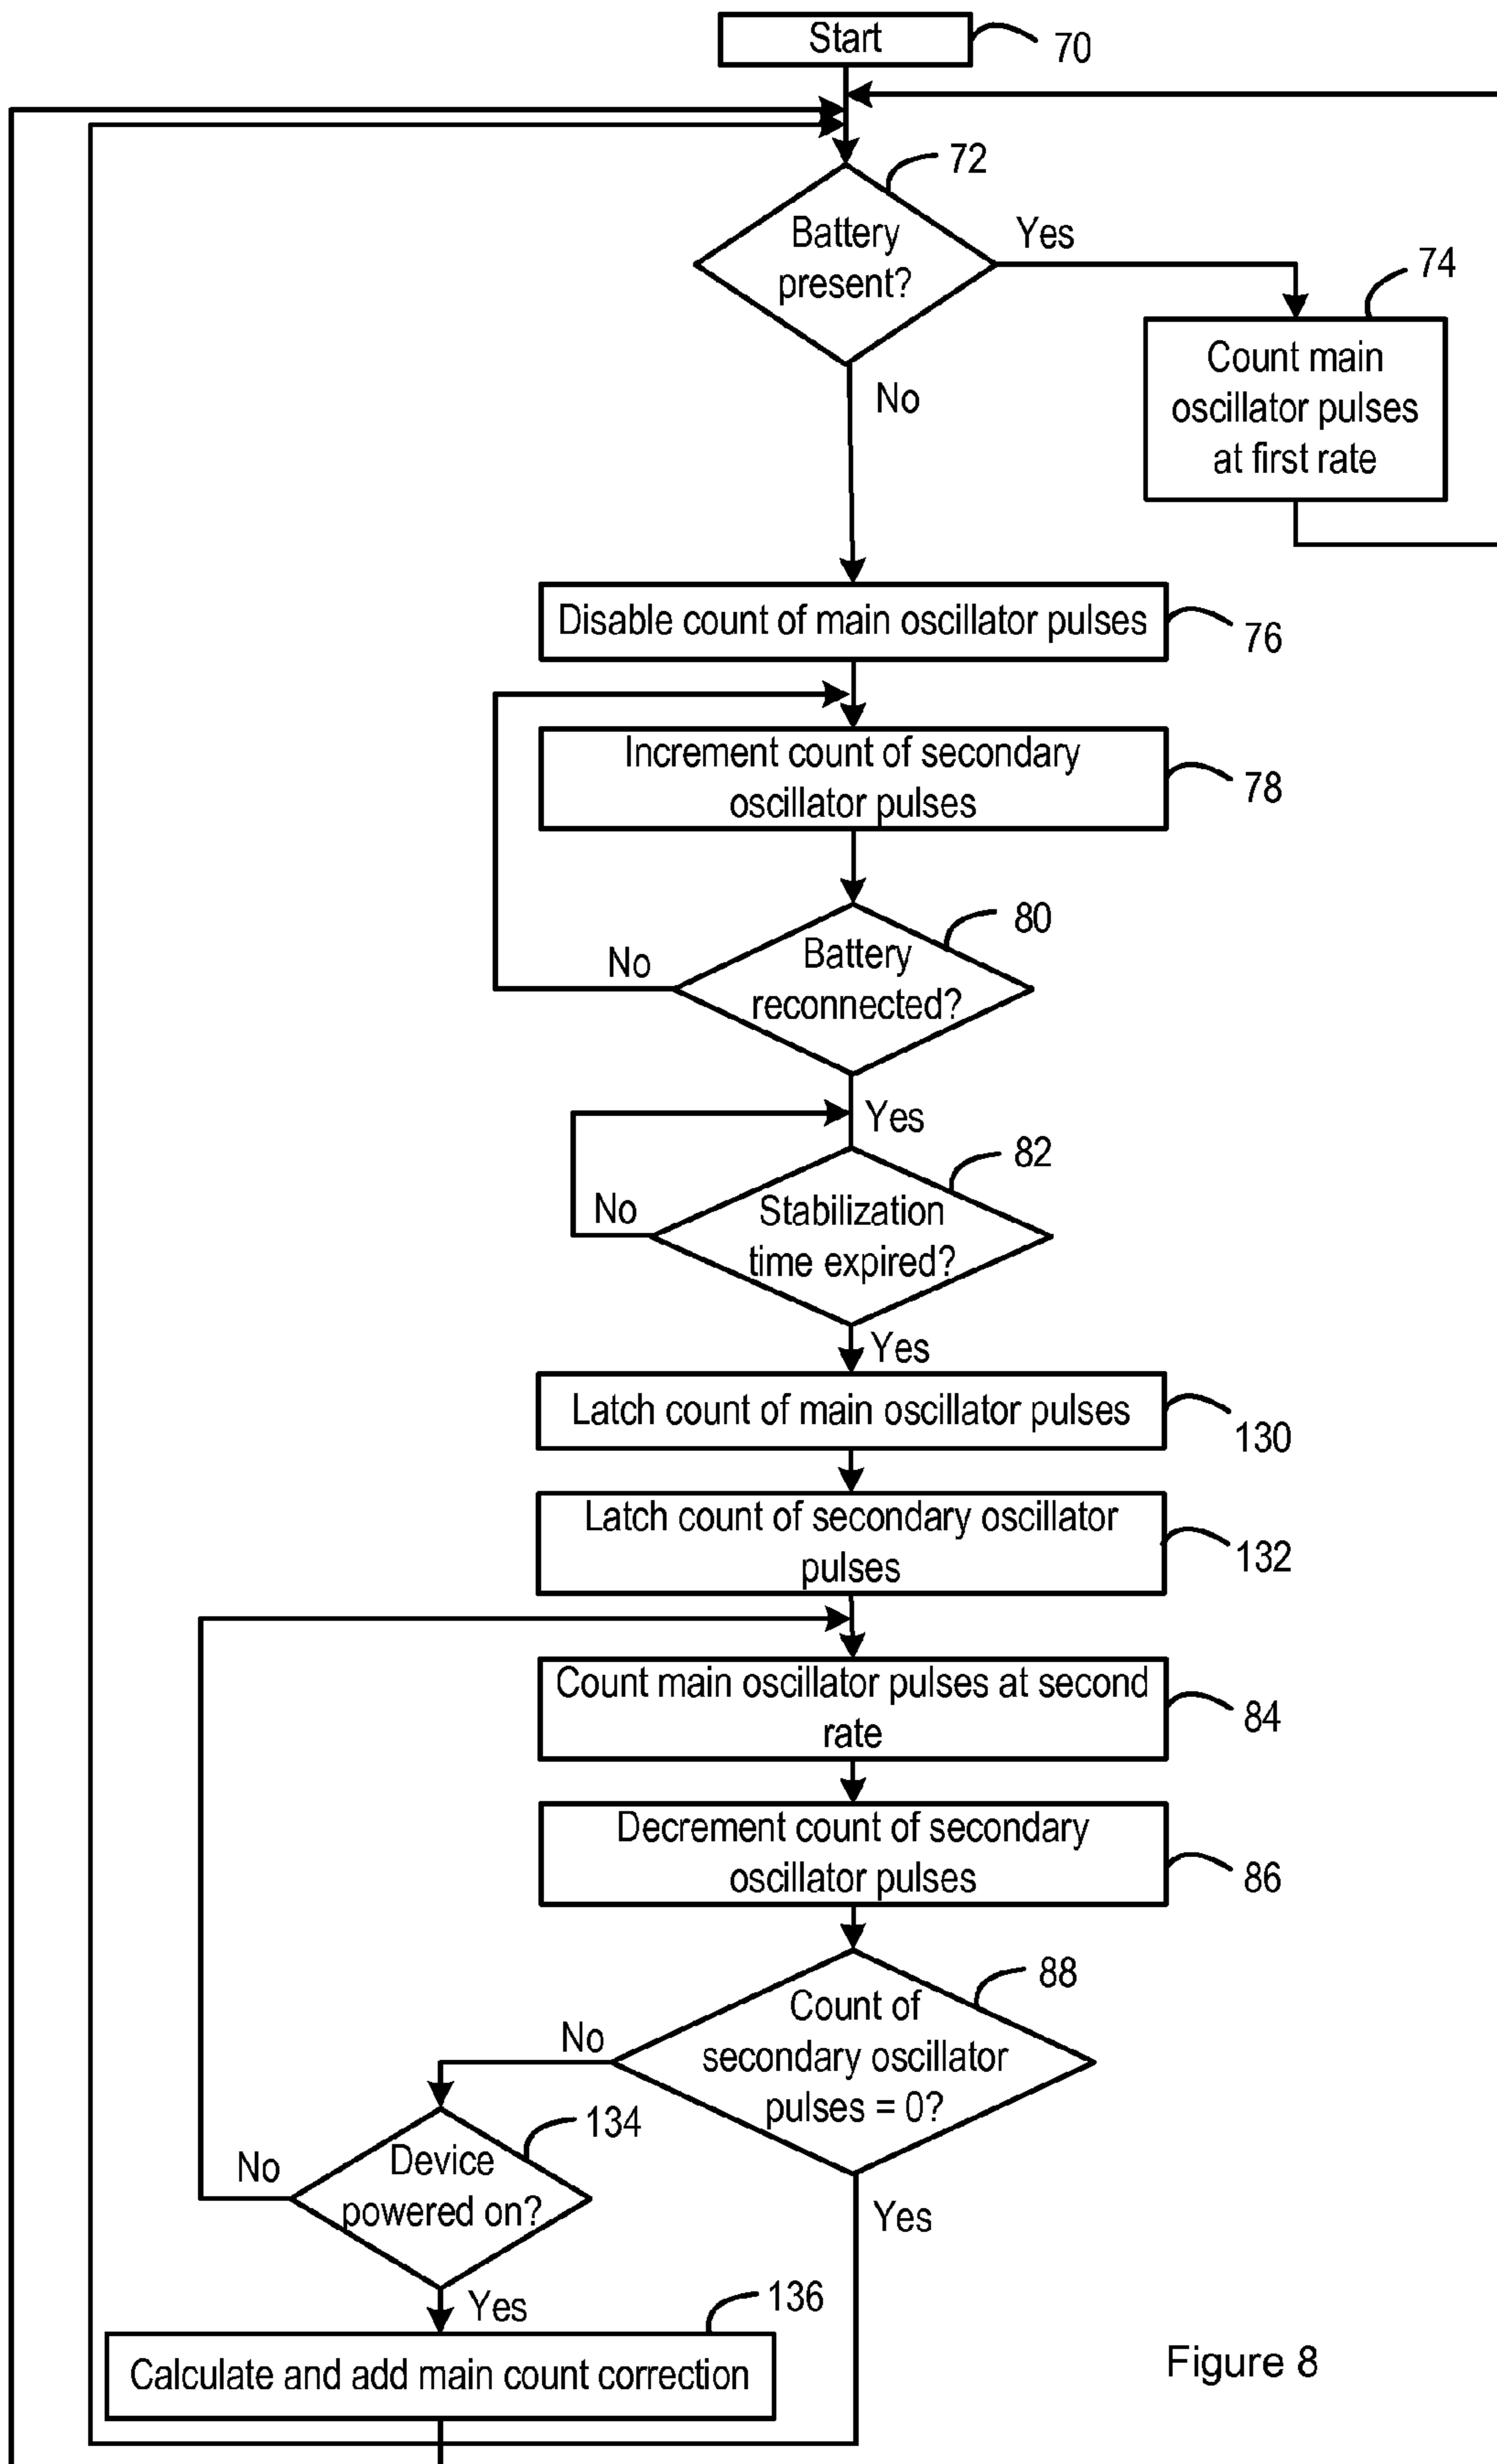 Start
70
72
Battery
present?
Yes
74
Count main
oscillator pulses
at first rate
No
Disable count of main oscillator pulses
76
Increment count of secondary
oscillator pulses
78
80
Battery
reconnected?
No
Yes
82
Stabilization
time expired?
No
Yes
Latch count of main oscillator pulses
130
Latch count of secondary oscillator
pulses
132
Count main oscillator pulses at second
rate
84
Decrement count of secondary
oscillator pulses
86
88
Count of
secondary oscillator
pulses = 0?
No
134
Device
powered on?
No
Yes
Yes
136
Calculate and add main count correction
Figure 8